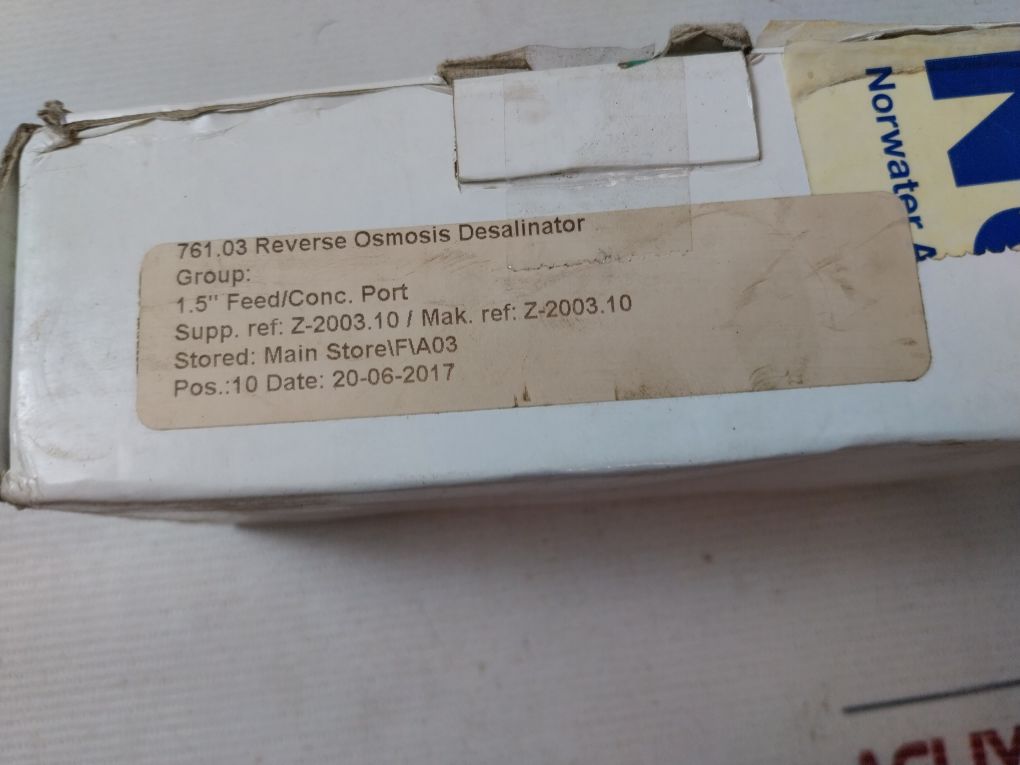 761.03 Reverse Osmosis Desalinator
Group:
1.5" Feed/Conc. Port
Supp. ref: Z-2003.10 / Mak. ref: Z-2003.10
Stored: Main Store\F\A03
Pos.:10 Date: 20-06-2017
Norwater A